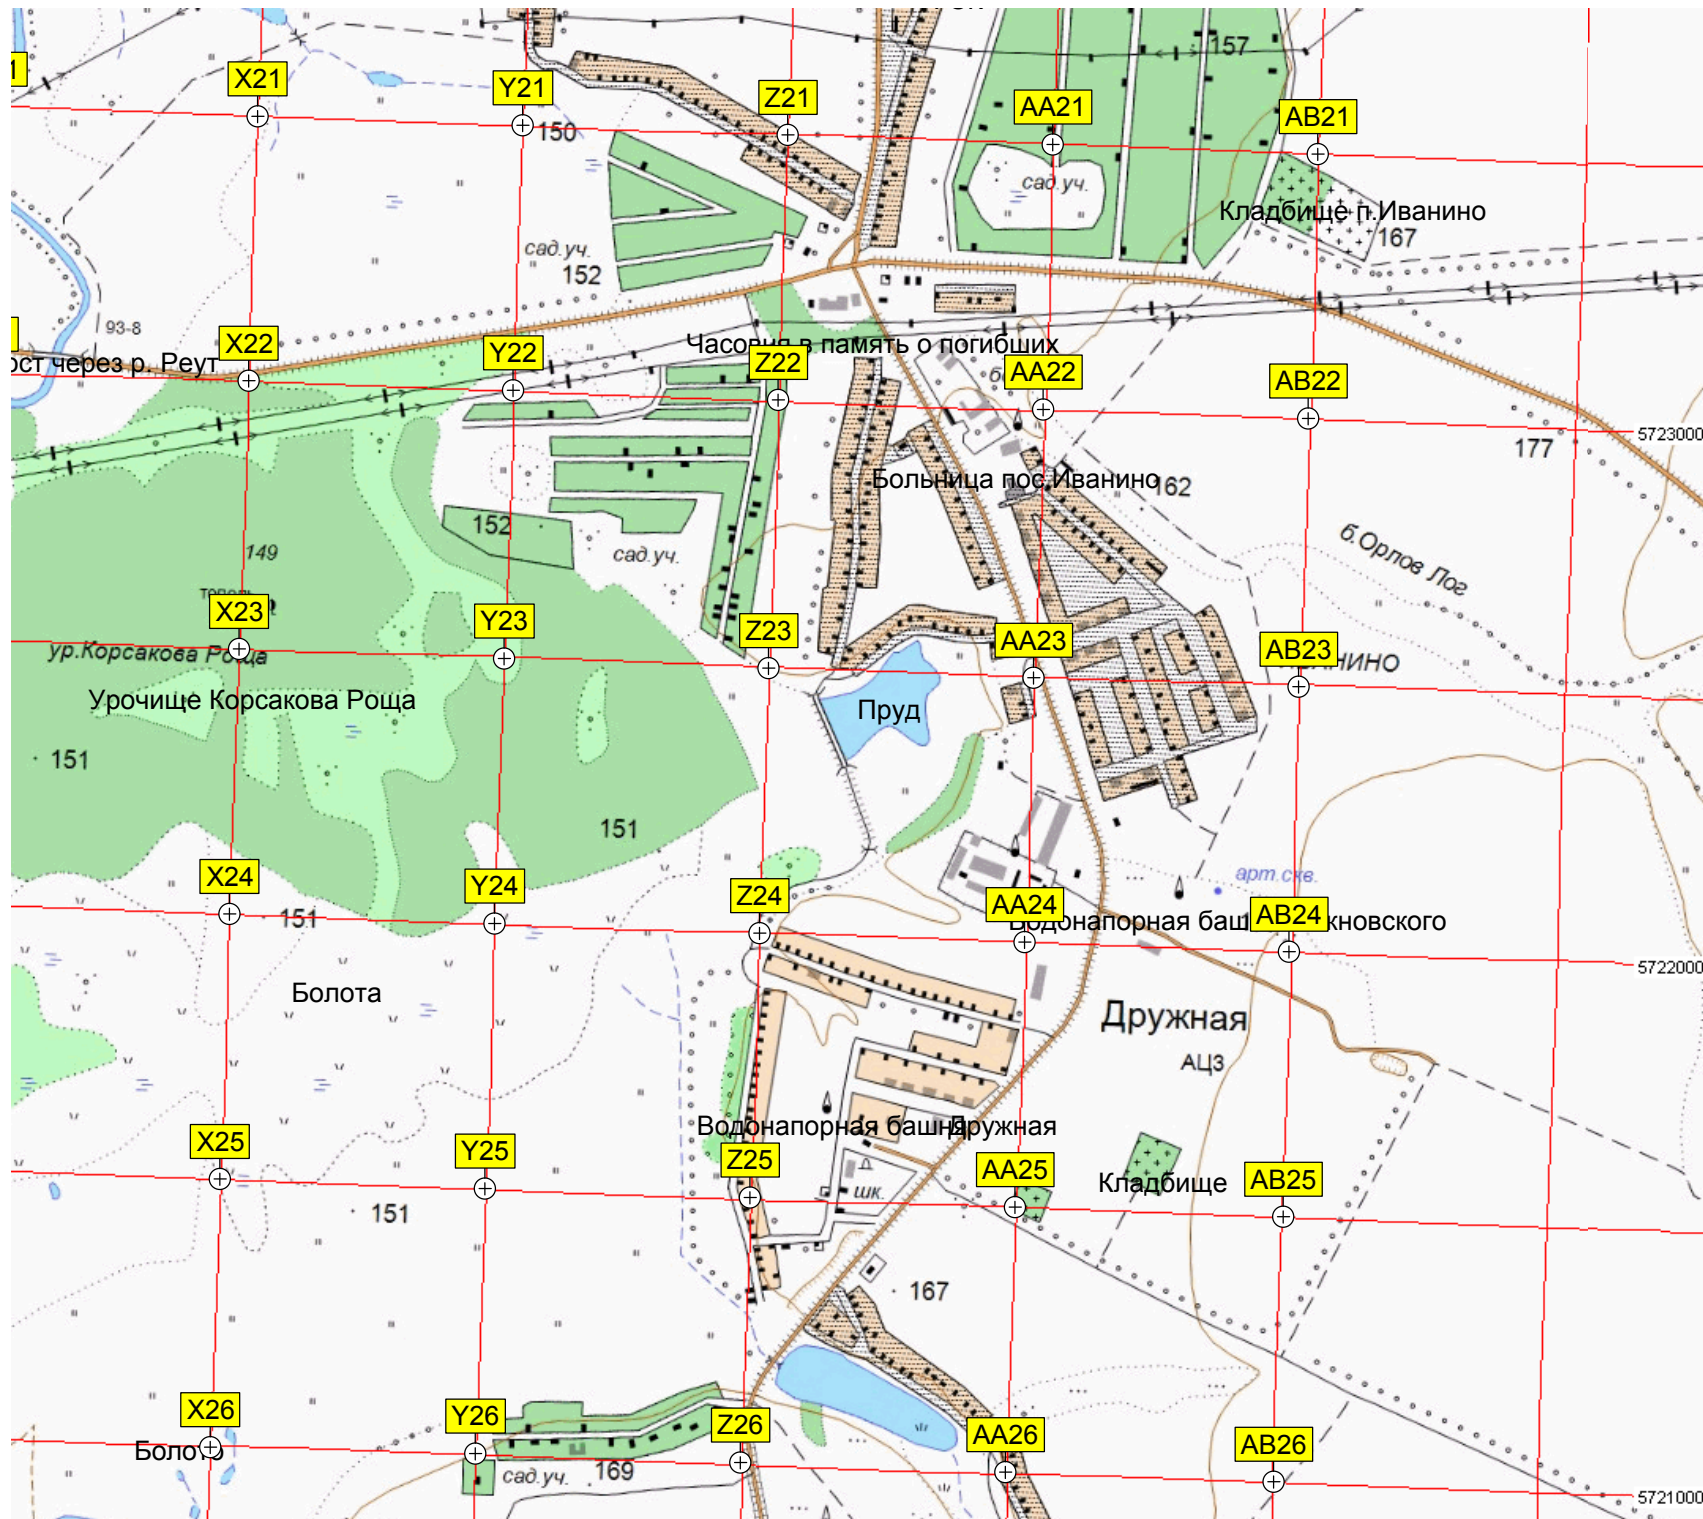 157
X21
Y21
Z21
AA21
AB21
150
сад.уч.
Кладбище п.Иванино
167
сад.уч.
152
93-8
X22
Y22
Z22
AA22
AB22
ост через р. Реут
Часовня в память о погибших
5723000
177
Больница пос.Иванино
162
152
сад.уч.
149
б.Орлов Лог
X23
Y23
Z23
AA23
AB23
ур.Корсакова Роща
Урочище Корсакова Роща
Пруд
151
151
X24
Y24
Z24
AA24
AB24
арт.скв.
151
5722000
Болота
Дружная
АЦЗ
Водонапорная башня
Дружная
X25
Y25
Z25
AA25
AB25
шк.
Кладбище
151
167
X26
Y26
Z26
AA26
AB26
Болото
сад.уч.
169
5721000